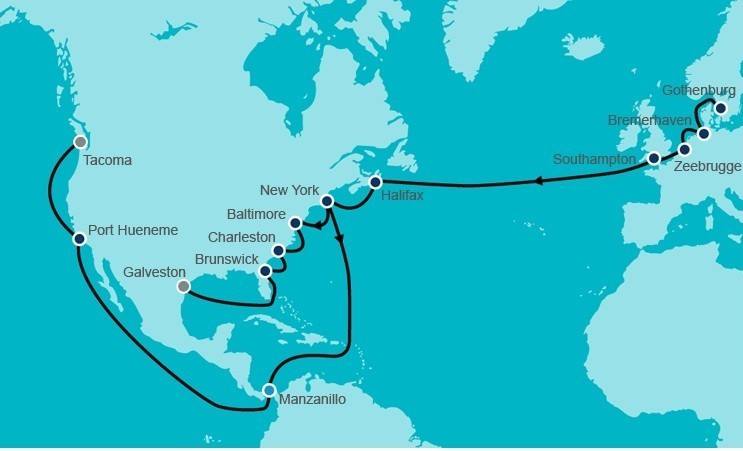 Gothenburg
Bremerhaven
Southampton
Zeebrugge
Tacoma
New York
Halifax
Baltimore
Port Hueneme
Charleston
Brunswick
Galveston
Manzanillo